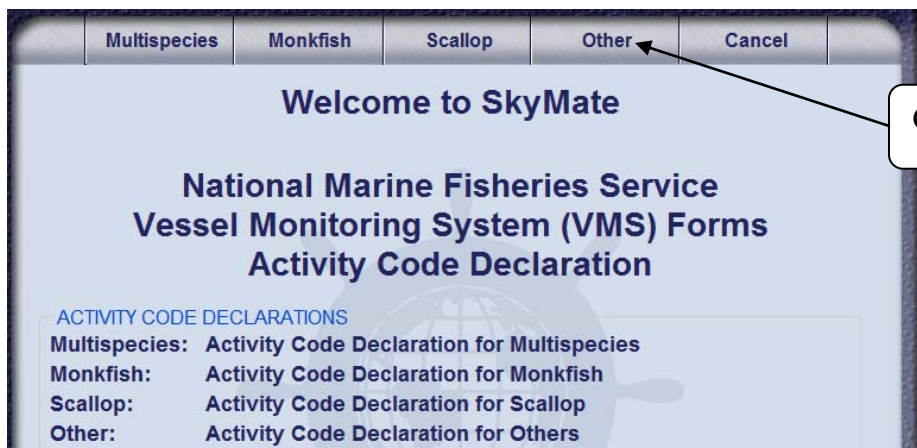 Multispecies Monkfish Scallop Other Cancel
Welcome to SkyMate
National Marine Fisheries Service
Vessel Monitoring System (VMS) Forms
Activity Code Declaration
ACTIVITY CODE DECLARATIONS
Multispecies: Activity Code Declaration for Multispecies
Monkfish: Activity Code Declaration for Monkfish
Scallop: Activity Code Declaration for Scallop
Other: Activity Code Declaration for Others